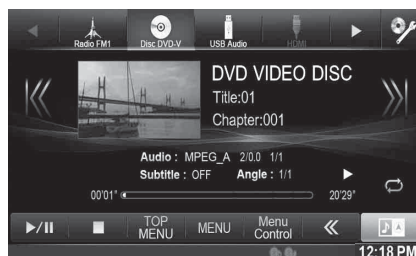 Radio FM1 Disc DVD-V USB Audio HDMI
DVD VIDEO DISC
Title:01
Chapter:001
Audio : MPEG_A 2/0.0 1/1
Subtitle : OFF Angle : 1/1
00'01" 20'29"
TOP MENU MENU Menu Control
12:18 PM